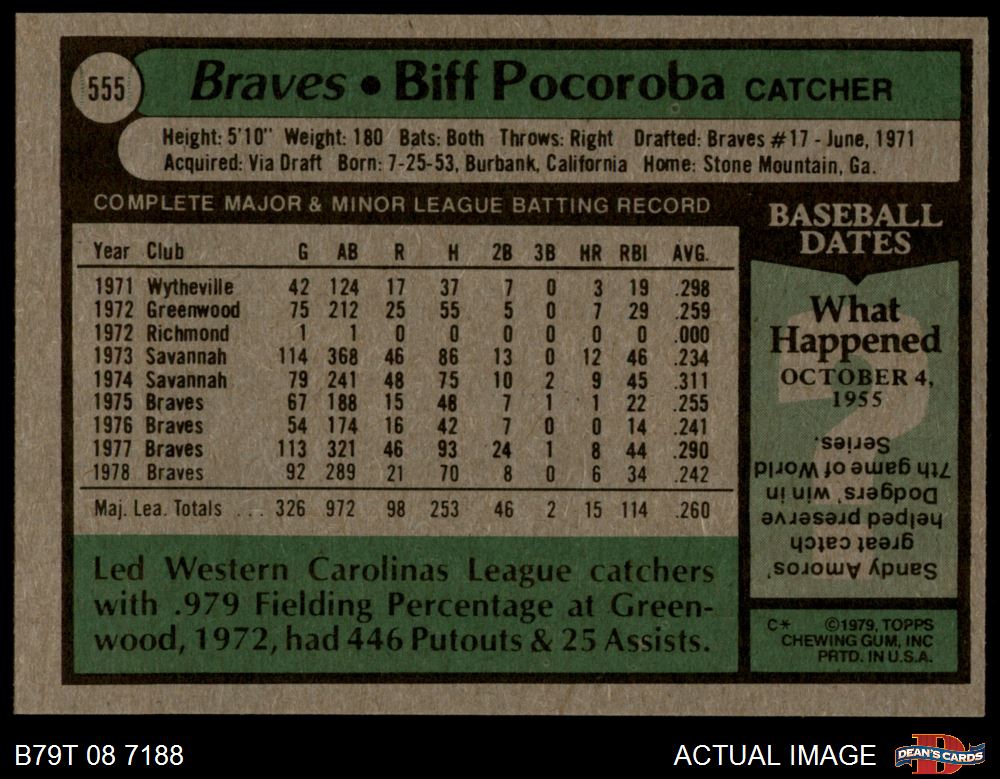 555
Braves • Biff Pocoroba CATCHER
Height: 5'10" Weight: 180 Bats: Both Throws: Right Drafted: Braves #17 - June, 1971
Acquired: Via Draft Born: 7-25-53, Burbank, California Home: Stone Mountain, Ga.
COMPLETE MAJOR & MINOR LEAGUE BATTING RECORD
Year Club G AB R H 2B 3B HR RBI AVG.
1971 Wytheville 42 124 17 37 7 0 3 19 .298
1972 Greenwood 75 212 25 55 5 0 7 29 .259
1972 Richmond 1 1 0 0 0 0 0 0 .000
1973 Savannah 114 368 46 86 13 0 12 46 .234
1974 Savannah 79 241 48 75 10 2 9 45 .311
1975 Braves 67 188 15 48 7 1 1 22 .255
1976 Braves 54 174 16 42 7 0 0 14 .241
1977 Braves 113 321 46 93 24 1 8 44 .290
1978 Braves 92 289 21 70 8 0 6 34 .242
Maj. Lea. Totals ... 326 972 98 253 46 2 15 114 .260
Led Western Carolinas League catchers
with .979 Fielding Percentage at Green-
wood, 1972, had 446 Putouts & 25 Assists.
BASEBALL
DATES
What
Happened
OCTOBER 4,
1955
Sandy Amoros'
great catch
helped preserve
Dodgers' win in
7th game of World
Series.
C* ©1979, TOPPS
CHEWING GUM, INC
PRTD. IN U.S.A.
B79T 08 7188
ACTUAL IMAGE
DEAN'S CARDS